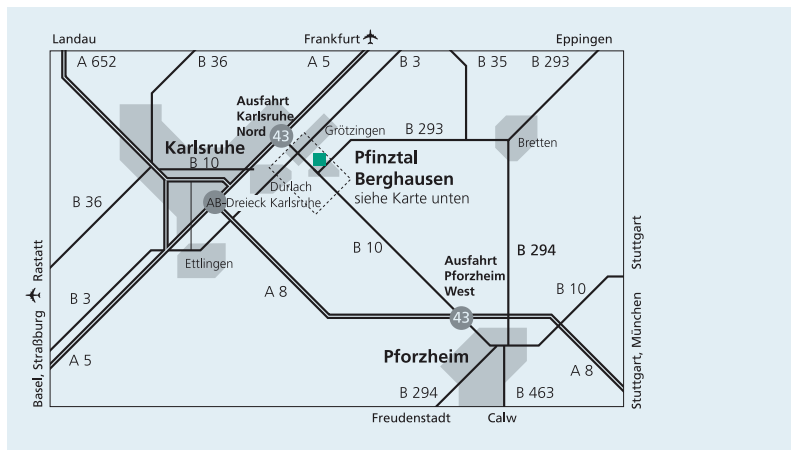 Landau
Frankfurt
Eppingen
A 652
B 36
A 5
B 3
B 35
B 293
Ausfahrt
Karlsruhe
Nord
43
Grötzingen
B 293
Bretten
Karlsruhe
B 10
Pfinztal
Berghausen
siehe Karte unten
Durlach
AB-Dreieck Karlsruhe
B 36
B 10
B 294
Stuttgart
Ettlingen
Ausfahrt
Pforzheim
West
43
Rastatt
B 3
A 8
B 10
Basel, Straßburg
A 5
Pforzheim
A 8
Stuttgart, München
B 294
B 463
Freudenstadt
Calw